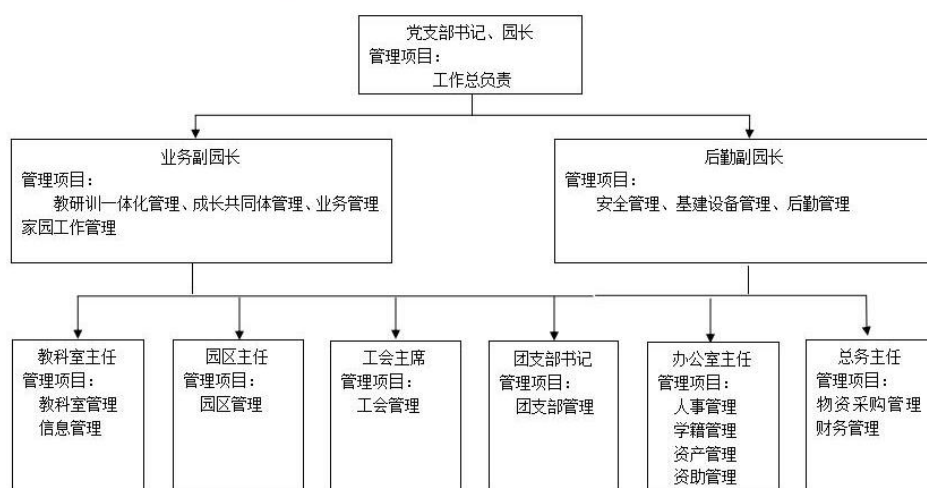 党支部书记、园长
管理项目：
工作总负责
业务副园长
管理项目：
教研训一体化管理、成长共同体管理、业务管理
家园工作管理
后勤副园长
管理项目：
安全管理、基建设备管理、后勤管理
教科室主任
管理项目：
教科室管理
信息管理
园区主任
管理项目：
园区管理
工会主席
管理项目：
工会管理
团支部书记
管理项目：
团支部管理
办公室主任
管理项目：
人事管理
学籍管理
资产管理
资助管理
总务主任
管理项目：
物资采购管理
财务管理